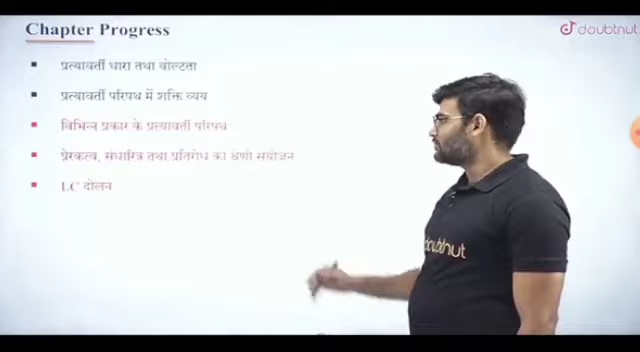 Chapter Progress
doubtnut
प्रत्यावर्ती धारा तथा वोल्टता
प्रत्यावर्ती परिपथ में शक्ति व्यय
विभिन्न प्रकार के प्रत्यावर्ती परिपथ
प्रेरकत्व, संधारित्र तथा प्रतिरोध का श्रेणी संयोजन
LC दोलन
doubtnut